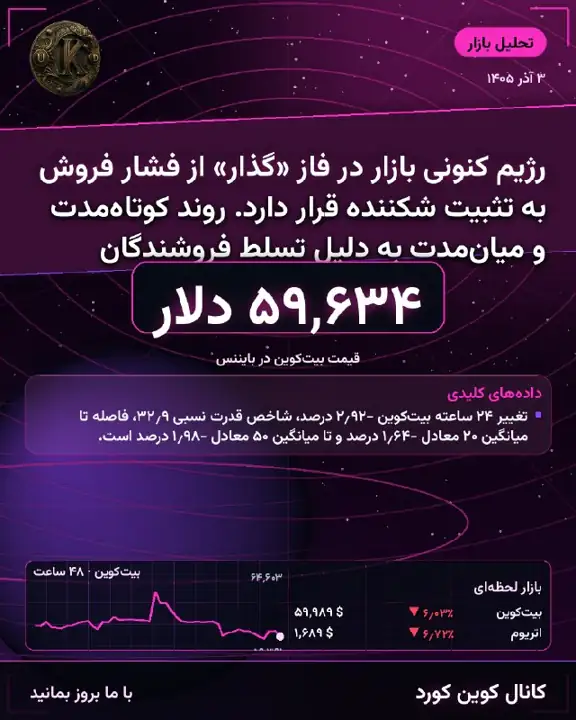 تحلیل بازار
۳ آذر ۱۴۰۵
رژیم کنونی بازار در فاز «گذار» از فشار فروش
به تثبیت شکننده قرار دارد. روند کوتاه‌مدت
و میان‌مدت به دلیل تسلط فروشندگان
۵۹,۶۳۴ دلار
قیمت بیت‌کوین در بایننس
داده‌های کلیدی
تغییر ۲۴ ساعته بیت‌کوین -۲٫۹۲ درصد، شاخص قدرت نسبی ۳۲٫۹، فاصله تا
میانگین ۲۰ معادل -۱٫۶۴ درصد و تا میانگین ۵۰ معادل -۱٫۹۸ درصد است.
بیت‌کوین · ۴۸ ساعت
۶۴,۶۰۳
بازار لحظه‌ای
بیت‌کوین ▼ ۶٫۰۳٪ ۵۹,۹۸۹ $
اتریوم ▼ ۶٫۷۲٪ ۱,۶۸۹ $
کانال کوین کورد
با ما بروز بمانید